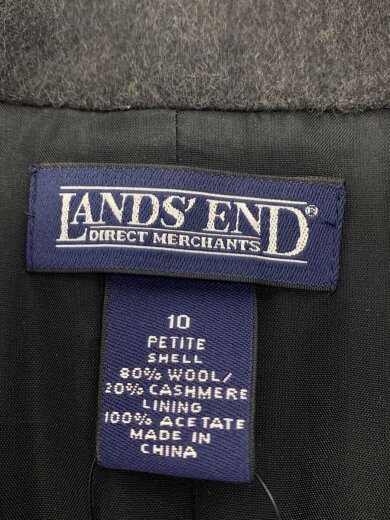 LANDS' END®
DIRECT MERCHANTS
10
PETITE
SHELL
80% WOOL/
20% CASHMERE
LINING
100% ACETATE
MADE IN
CHINA